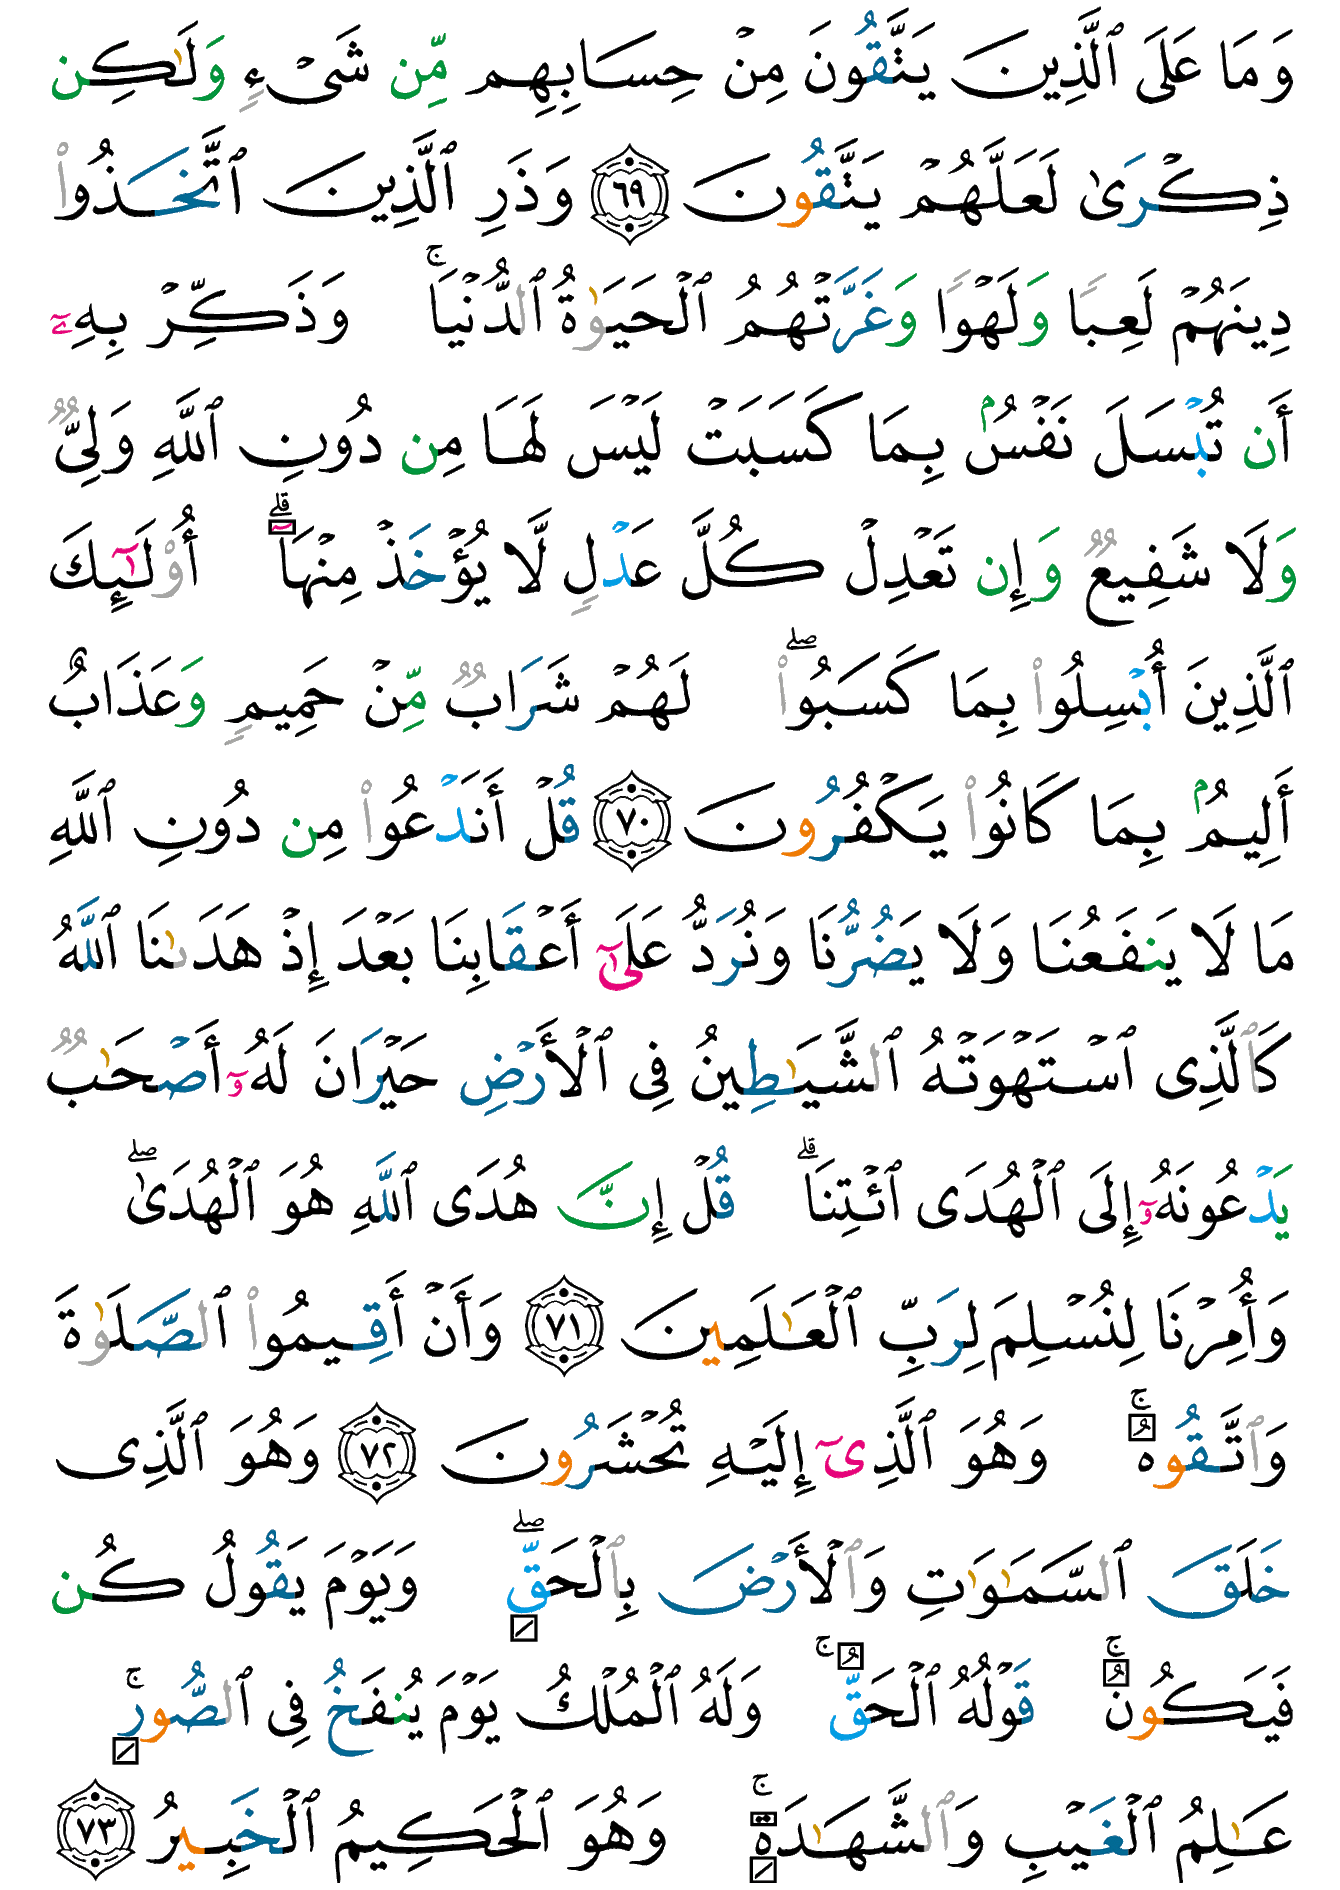 وَمَا عَلَى ٱلَّذِينَ يَتَّقُونَ مِنْ حِسَابِهِم مِّن شَىْءٍ وَلَـٰكِن
ذِكْرَىٰ لَعَلَّهُمْ يَتَّقُونَ ٦٩ وَذَرِ ٱلَّذِينَ ٱتَّخَذُوا۟
دِينَهُمْ لَعِبًا وَلَهْوًا وَغَرَّتْهُمُ ٱلْحَيَوٰةُ ٱلدُّنْيَا ۚ وَذَكِّرْ بِهِۦٓ
أَن تُبْسَلَ نَفْسٌۢ بِمَا كَسَبَتْ لَيْسَ لَهَا مِن دُونِ ٱللَّهِ وَلِىٌّ
وَلَا شَفِيعٌ وَإِن تَعْدِلْ كُلَّ عَدْلٍ لَّا يُؤْخَذْ مِنْهَآ ۗ أُو۟لَـٰٓئِكَ
ٱلَّذِينَ أُبْسِلُوا۟ بِمَا كَسَبُوا۟ ۖ لَهُمْ شَرَابٌ مِّنْ حَمِيمٍ وَعَذَابٌ
أَلِيمٌۢ بِمَا كَانُوا۟ يَكْفُرُونَ ٧٠ قُلْ أَنَدْعُوا۟ مِن دُونِ ٱللَّهِ
مَا لَا يَنفَعُنَا وَلَا يَضُرُّنَا وَنُرَدُّ عَلَىٰٓ أَعْقَابِنَا بَعْدَ إِذْ هَدَىٰنَا ٱللَّهُ
كَٱلَّذِى ٱسْتَهْوَتْهُ ٱلشَّيَـٰطِينُ فِى ٱلْأَرْضِ حَيْرَانَ لَهُۥٓ أَصْحَـٰبٌ
يَدْعُونَهُۥٓ إِلَى ٱلْهُدَى ٱئْتِنَا ۗ قُلْ إِنَّ هُدَى ٱللَّهِ هُوَ ٱلْهُدَىٰ ۖ
وَأُمِرْنَا لِنُسْلِمَ لِرَبِّ ٱلْعَـٰلَمِينَ ٧١ وَأَنْ أَقِيمُوا۟ ٱلصَّلَوٰةَ
وَٱتَّقُوهُ ۚ وَهُوَ ٱلَّذِىٓ إِلَيْهِ تُحْشَرُونَ ٧٢ وَهُوَ ٱلَّذِى
خَلَقَ ٱلسَّمَـٰوَٰتِ وَٱلْأَرْضَ بِٱلْحَقِّ ۖ وَيَوْمَ يَقُولُ كُن
فَيَكُونُ ۚ قَوْلُهُ ٱلْحَقُّ ۚ وَلَهُ ٱلْمُلْكُ يَوْمَ يُنفَخُ فِى ٱلصُّورِ ۚ
عَـٰلِمُ ٱلْغَيْبِ وَٱلشَّهَـٰدَةِ ۚ وَهُوَ ٱلْحَكِيمُ ٱلْخَبِيرُ ٧٣